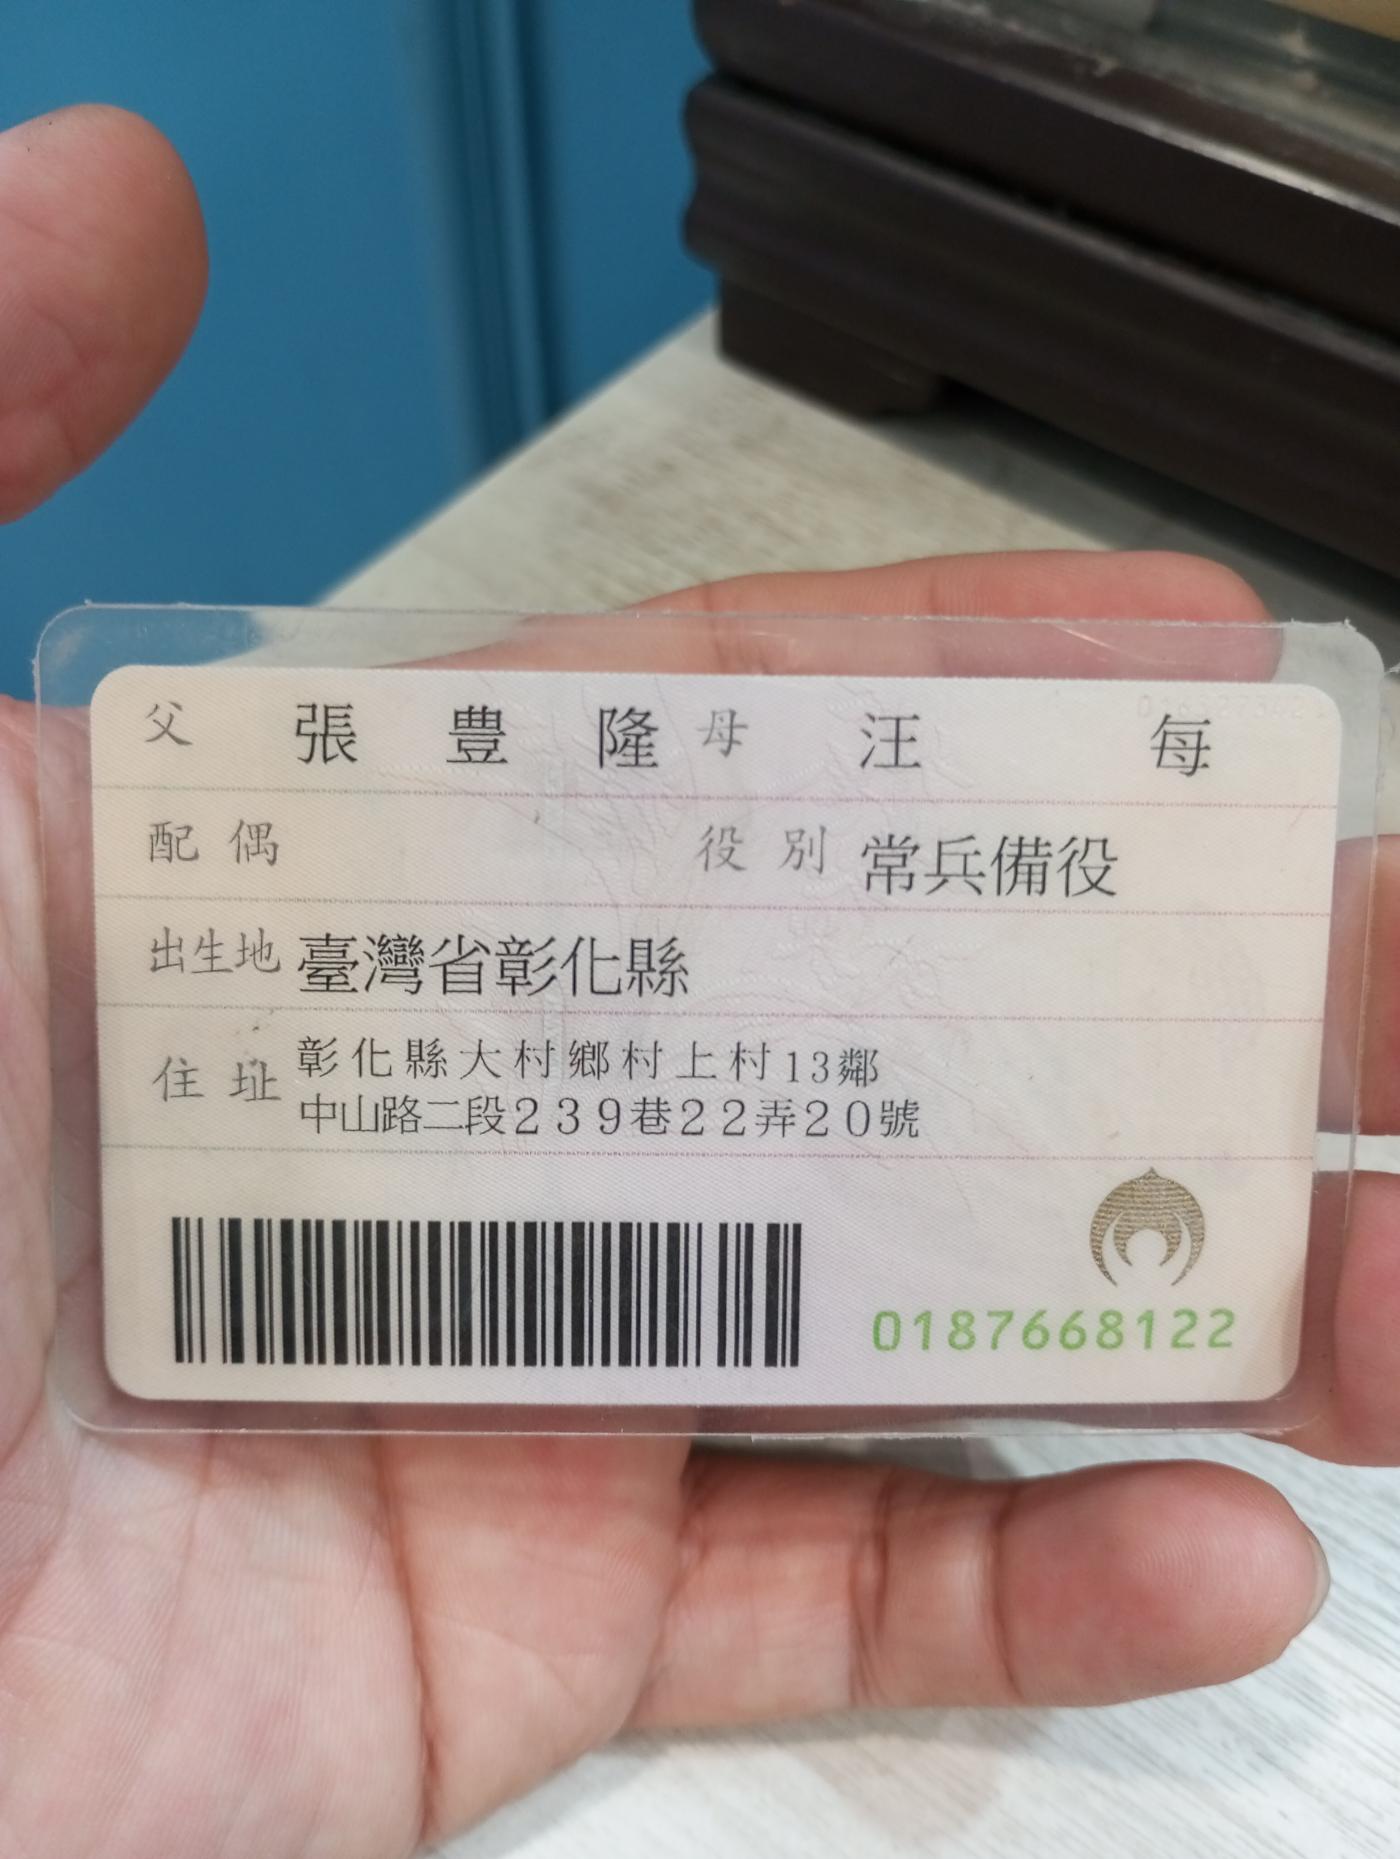 父 張豊隆 母 汪每
配偶 役別 常兵備役
出生地 臺灣省彰化縣
住址 彰化縣大村鄉村上村13鄰
中山路二段239巷22弄20號
0187668122